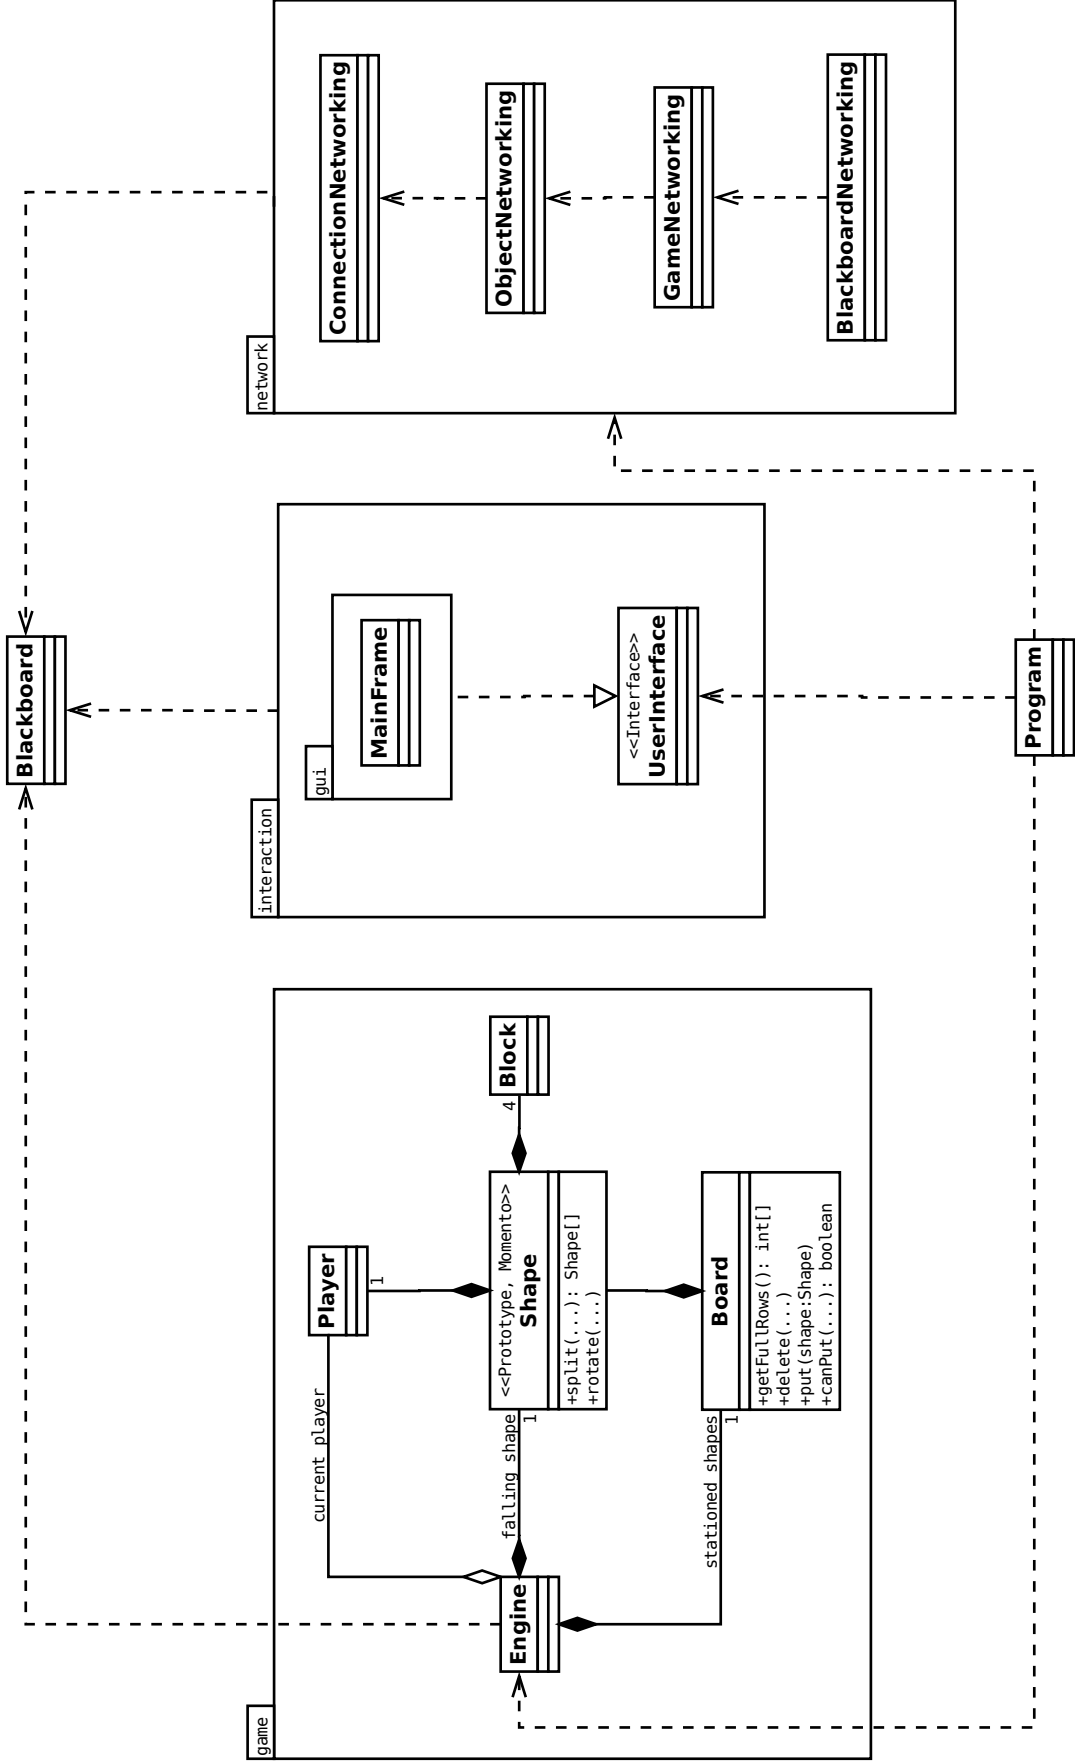 Blackboard
game
interaction
network
current player
Player
1
gui
MainFrame
ConnectionNetworking
Engine
falling shape
1
<<Prototype, Momento>>
Shape
+split(...): Shape[]
+rotate(...)
4
Block
ObjectNetworking
<<Interface>>
UserInterface
GameNetworking
stationed shapes
1
Board
+getFullRows(): int[]
+delete(...)
+put(shape:Shape)
+canPut(...): boolean
BlackboardNetworking
Program